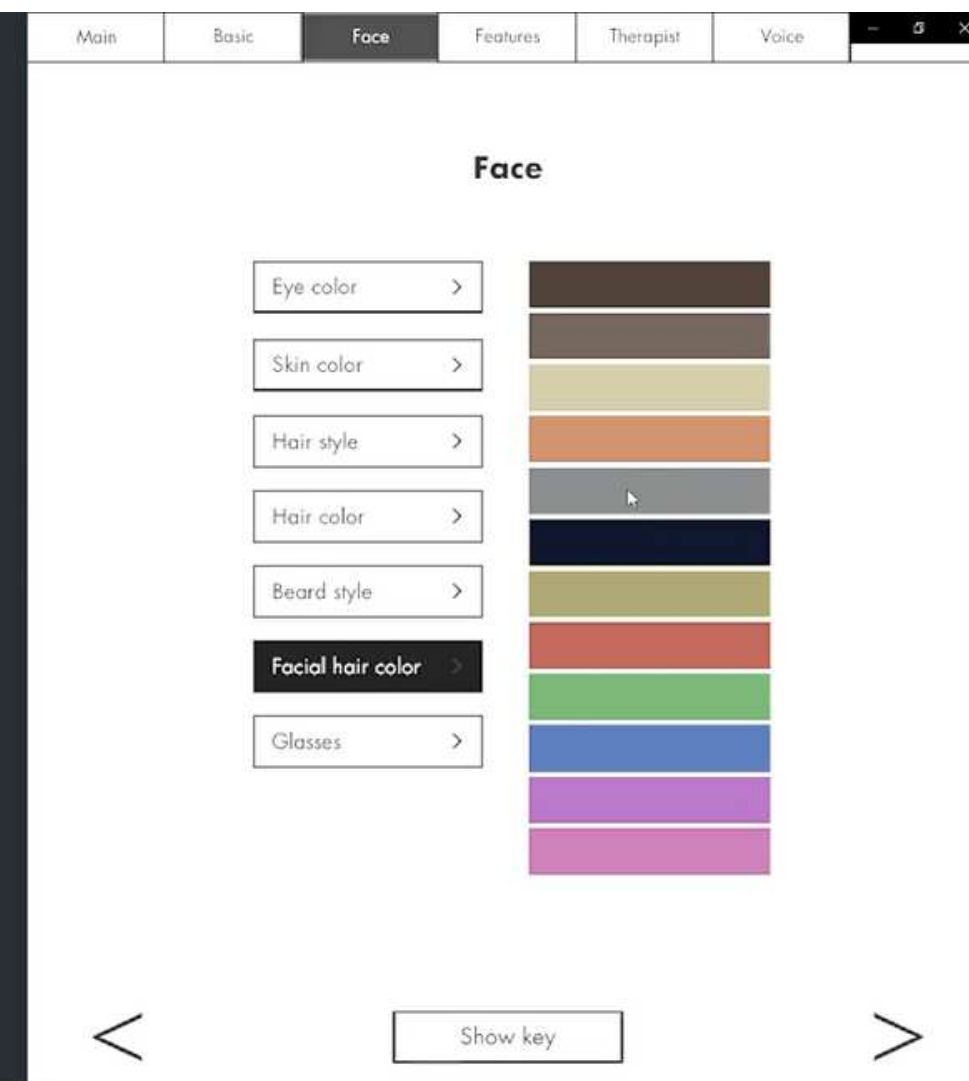 Main
Basic
Face
Features
Therapist
Voice
Face
Eye color
Skin color
Hair style
Hair color
Beard style
Facial hair color
Glasses
Show key